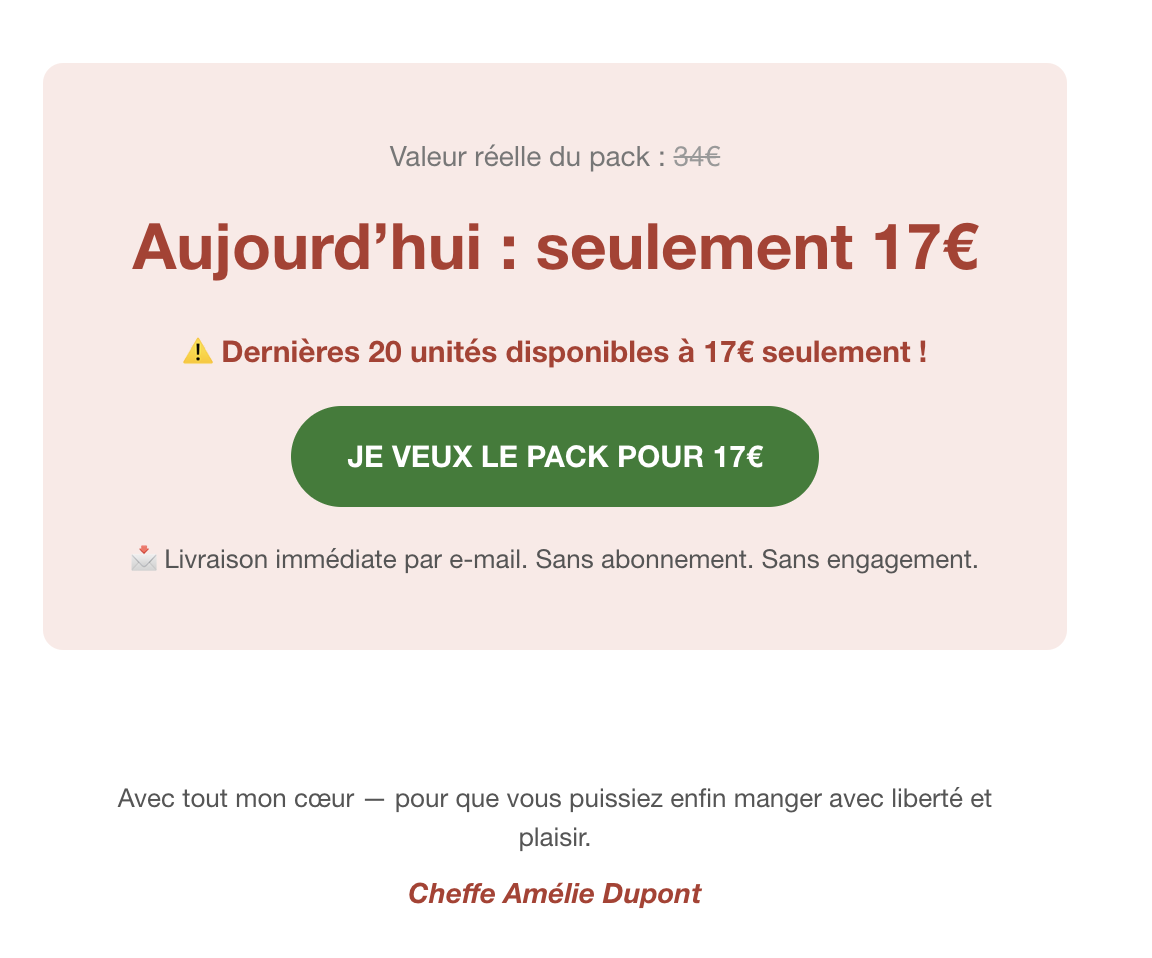 Valeur réelle du pack : 34€
Aujourd’hui : seulement 17€
⚠️ Dernières 20 unités disponibles à 17€ seulement !
JE VEUX LE PACK POUR 17€
📩 Livraison immédiate par e-mail. Sans abonnement. Sans engagement.
Avec tout mon cœur — pour que vous puissiez enfin manger avec liberté et
plaisir.
Cheffe Amélie Dupont